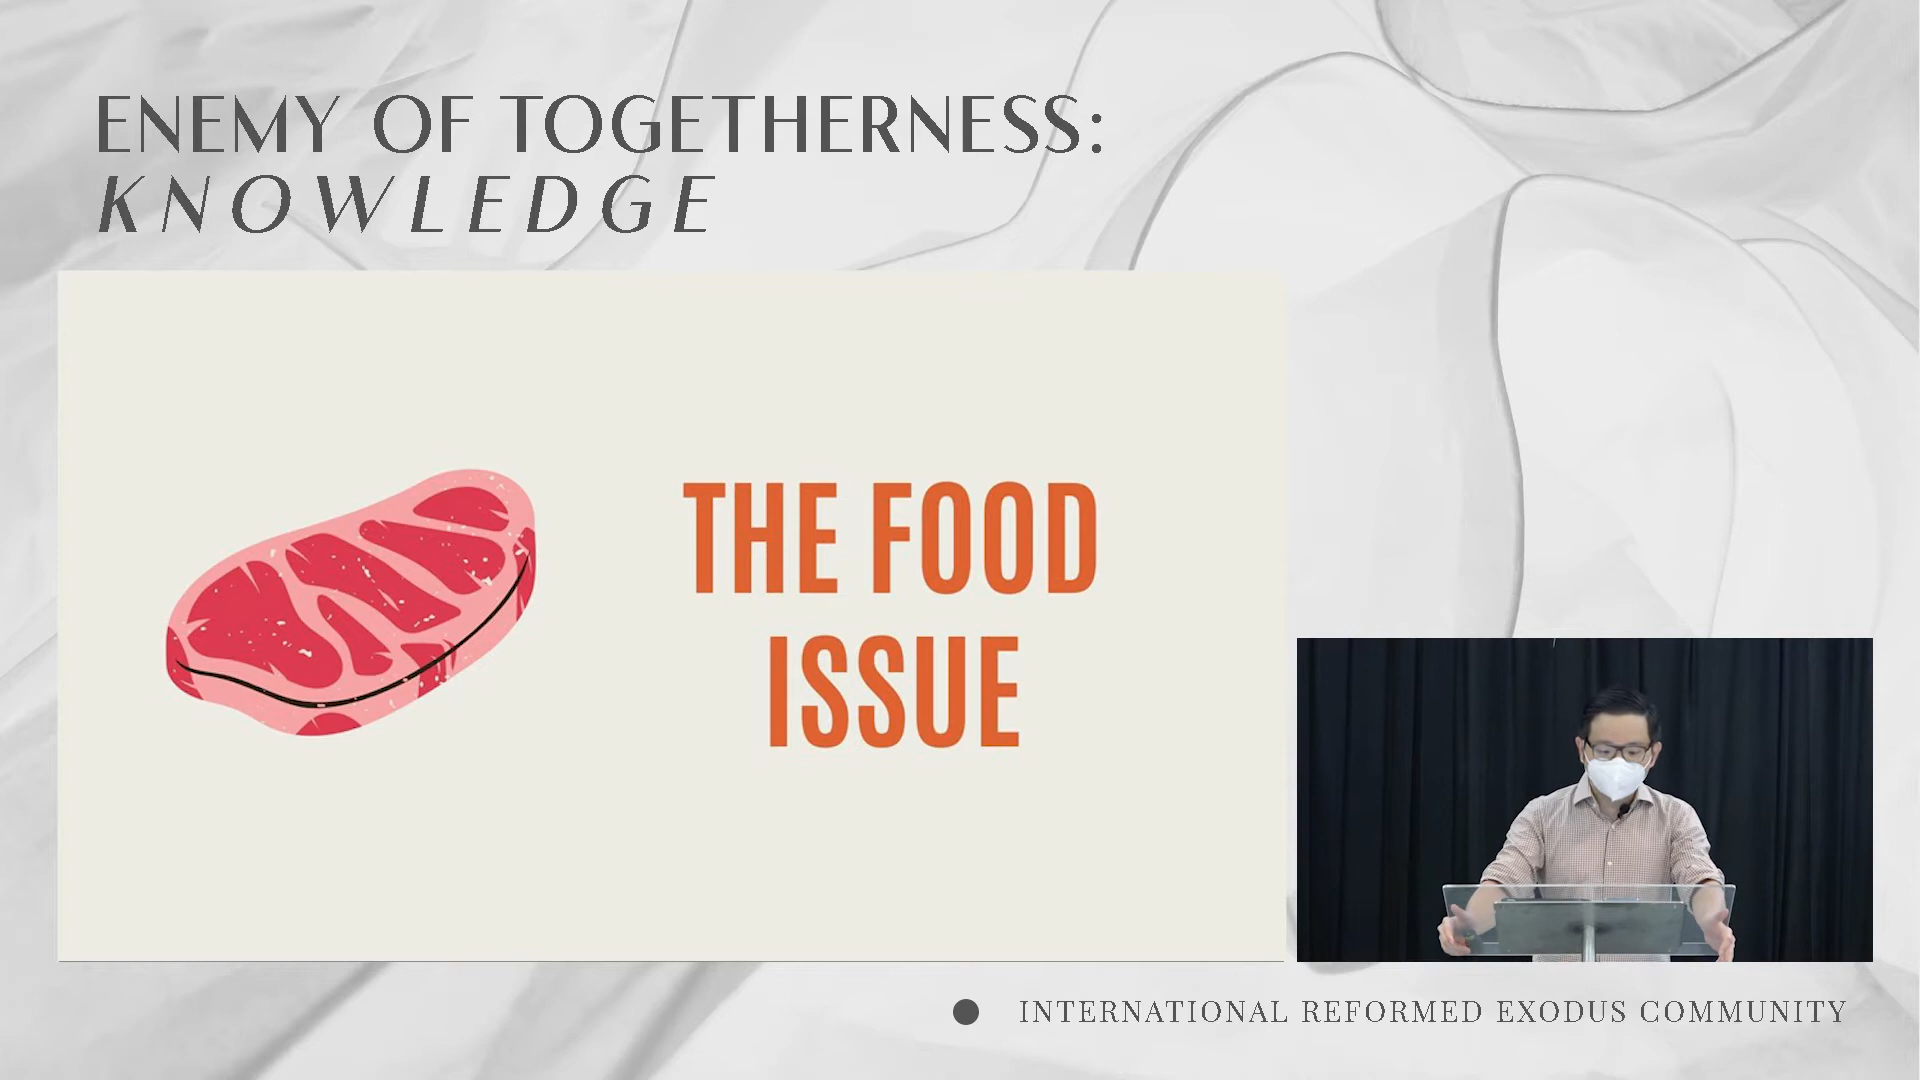 ENEMY OF TOGETHERNESS:
KNOWLEDGE
THE FOOD
ISSUE
INTERNATIONAL REFORMED EXODUS COMMUNITY